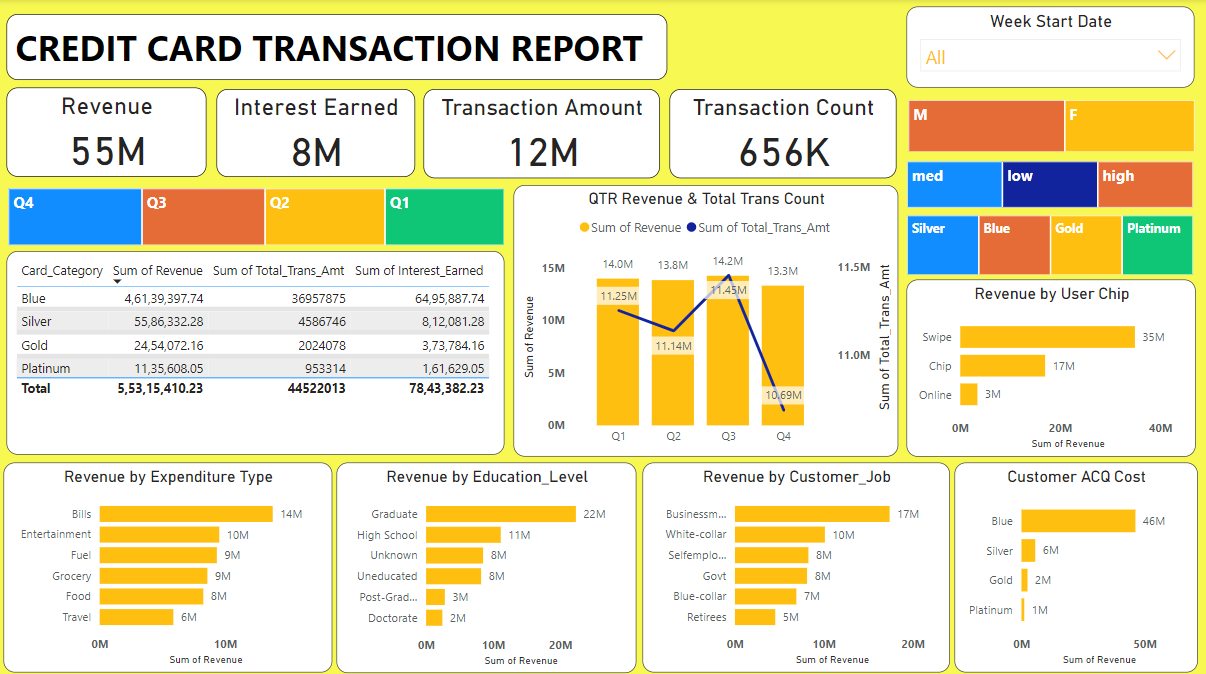 CREDIT CARD TRANSACTION REPORT
Week Start Date
All
Revenue
55M
Interest Earned
8M
Transaction Amount
12M
Transaction Count
656K
M
F
med
low
high
Silver
Blue
Gold
Platinum
Q4
Q3
Q2
Q1
Card_Category Sum of Revenue Sum of Total_Trans_Amt Sum of Interest_Earned
Blue 4,61,39,397.74 36957875 64,95,887.74
Silver 55,86,332.28 4586746 8,12,081.28
Gold 24,54,072.16 2024078 3,73,784.16
Platinum 11,35,608.05 953314 1,61,629.05
Total 5,53,15,410.23 44522013 78,43,382.23
QTR Revenue & Total Trans Count
Sum of Revenue Sum of Total_Trans_Amt
Sum of Revenue
15M
10M
5M
0M
14.0M
13.8M
14.2M
13.3M
11.25M
11.14M
11.45M
10.69M
11.5M
11.0M
Sum of Total_Trans_Amt
Q1 Q2 Q3 Q4
Revenue by User Chip
Swipe 35M
Chip 17M
Online 3M
0M 20M 40M
Sum of Revenue
Revenue by Expenditure Type
Bills 14M
Entertainment 10M
Fuel 9M
Grocery 9M
Food 8M
Travel 6M
0M 10M
Sum of Revenue
Revenue by Education_Level
Graduate 22M
High School 11M
Unknown 8M
Uneducated 8M
Post-Grad... 3M
Doctorate 2M
0M 10M 20M
Sum of Revenue
Revenue by Customer_Job
Businessm... 17M
White-collar 10M
Selfemplo... 8M
Govt 8M
Blue-collar 7M
Retirees 5M
0M 10M 20M
Sum of Revenue
Customer ACQ Cost
Blue 46M
Silver 6M
Gold 2M
Platinum 1M
0M 50M
Sum of Revenue